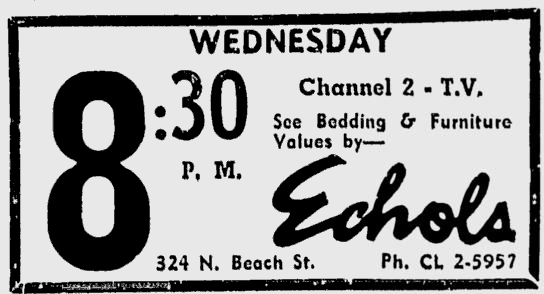 WEDNESDAY
8:30
P. M.
Channel 2 - T.V.
See Bedding & Furniture
Values by—
Echols
324 N. Beach St.
Ph. CL 2-5957